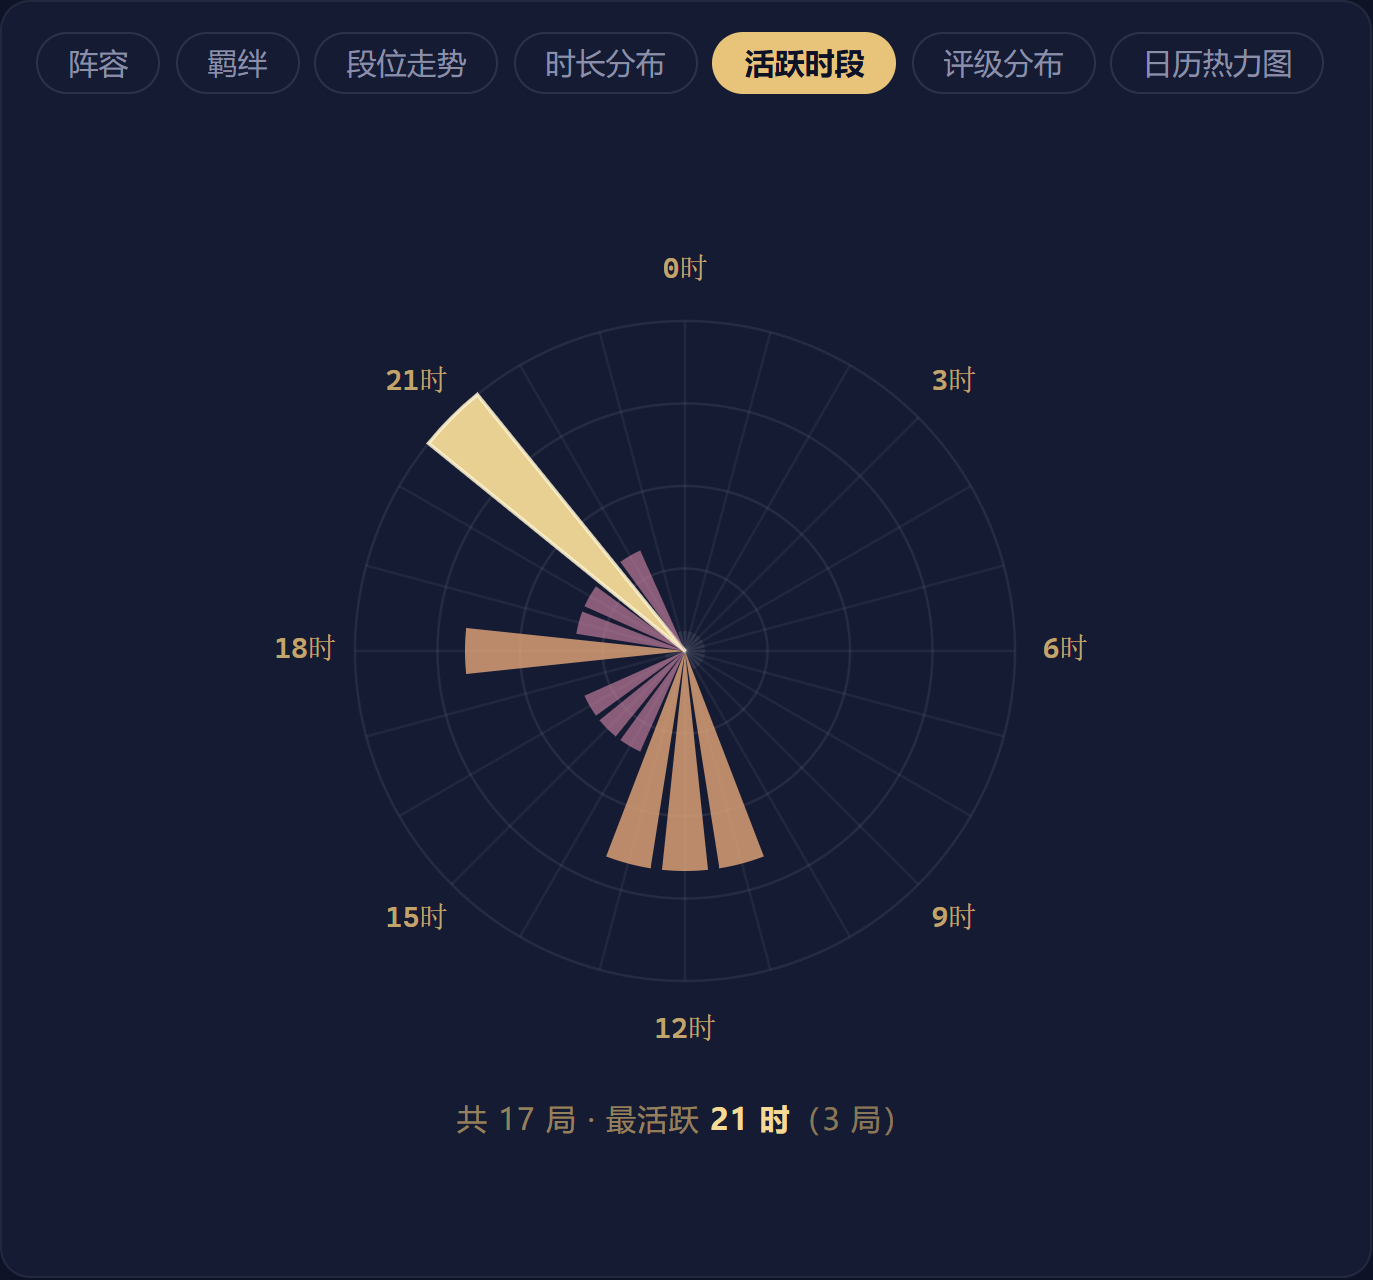 阵容 羁绊 段位走势 时长分布 活跃时段 评级分布 日历热力图
0时
21时 3时
18时 6时
15时 9时
12时
共 17 局 · 最活跃 21 时（3 局）